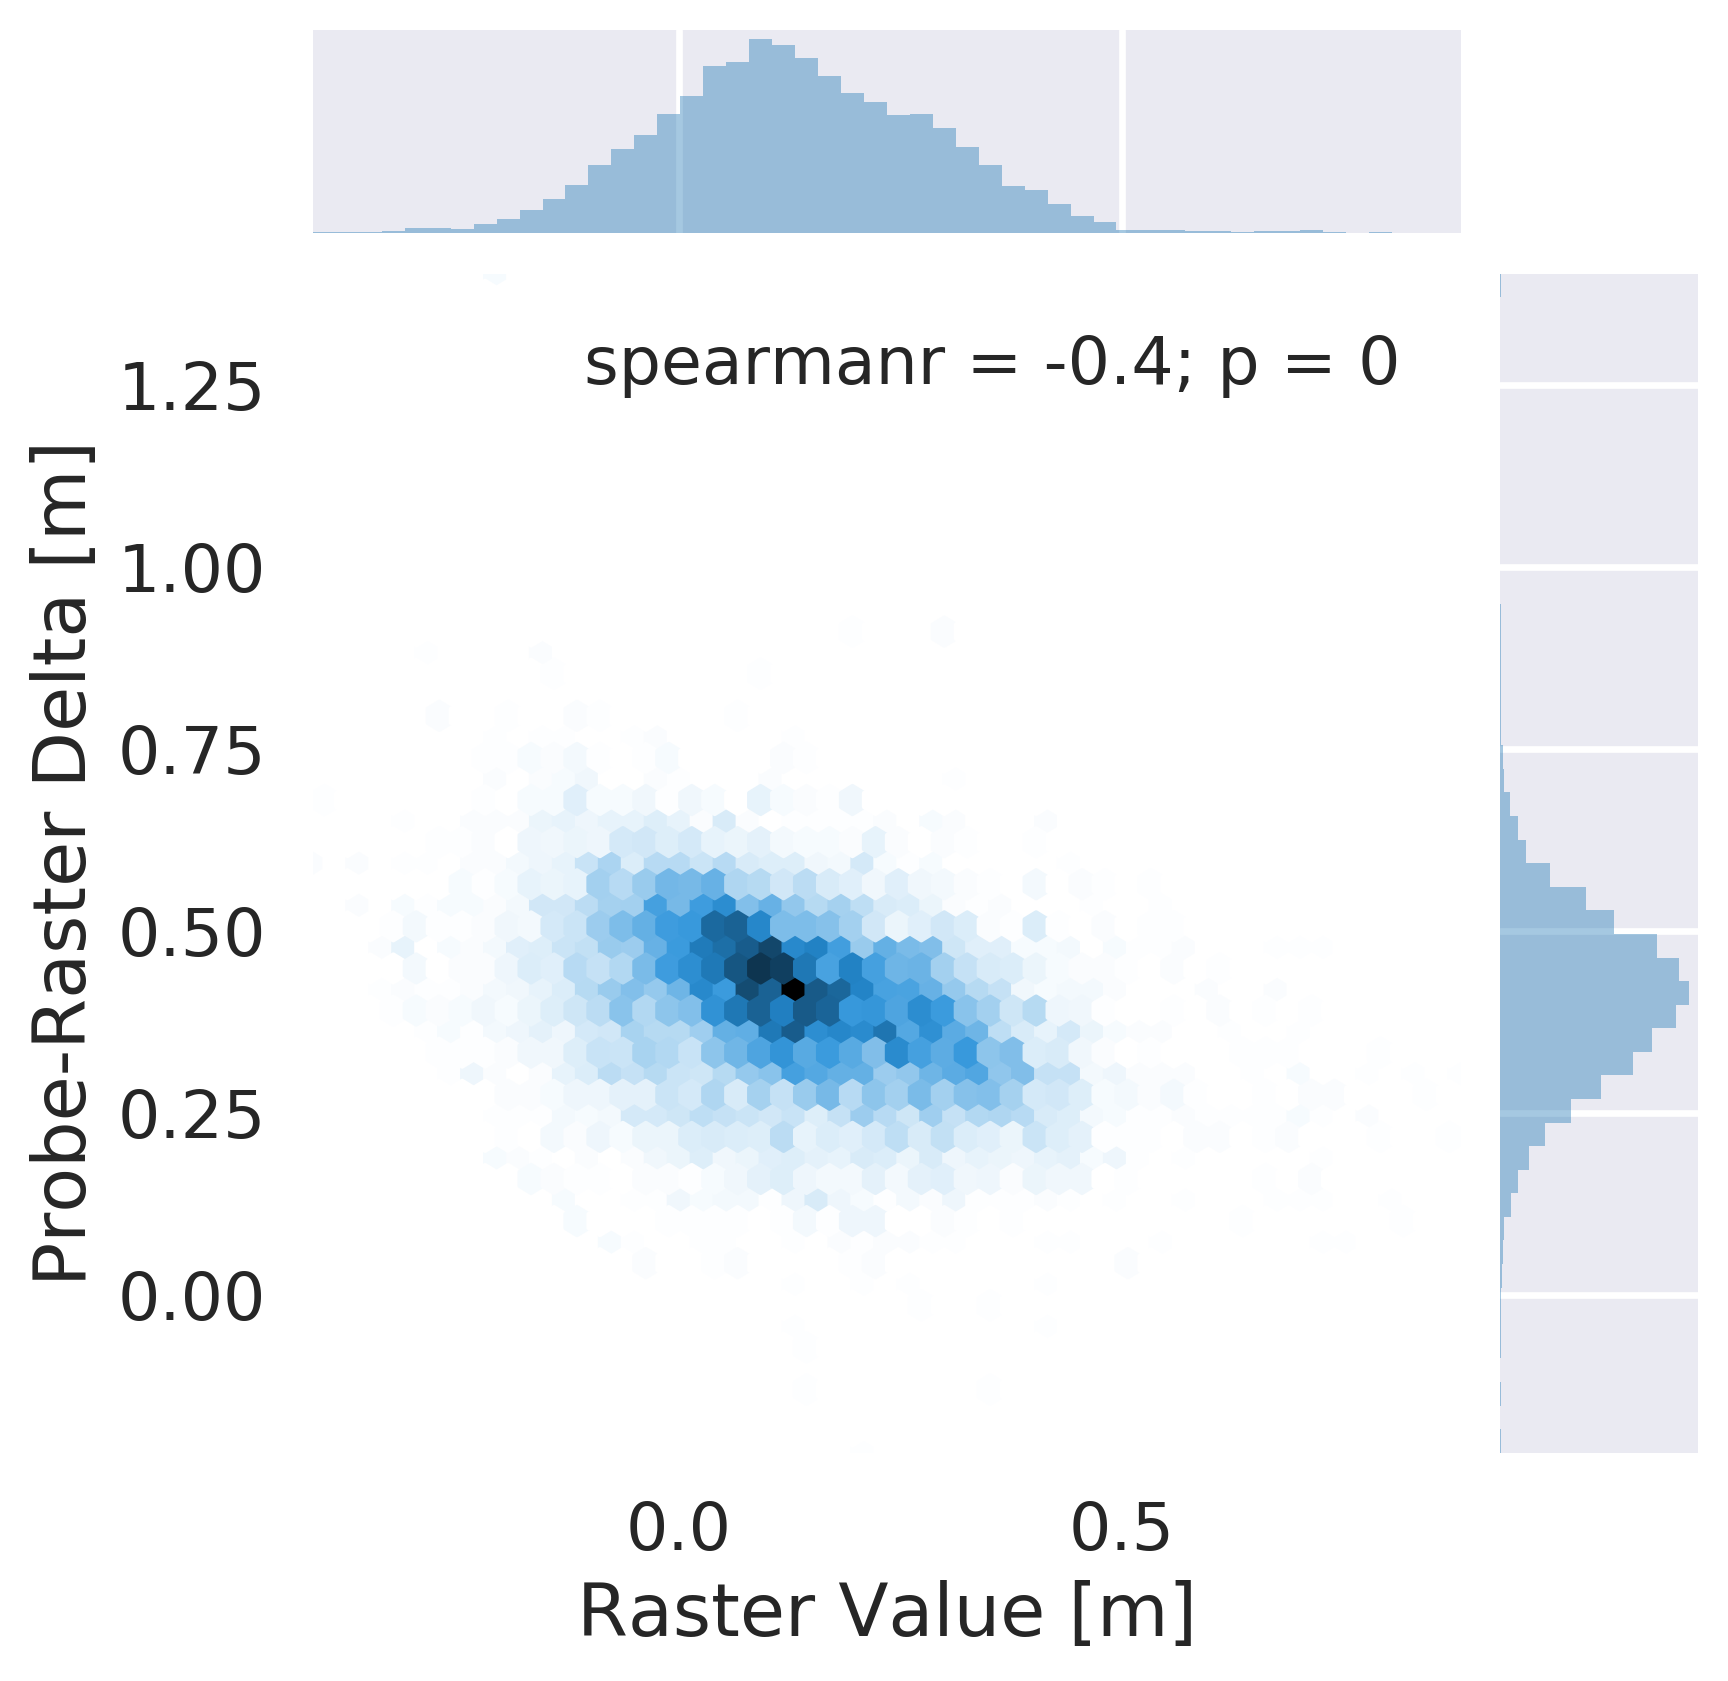 spearmanr = -0.4; p = 0
Probe-Raster Delta [m]
1.25
1.00
0.75
0.50
0.25
0.00
0.0 0.5
Raster Value [m]